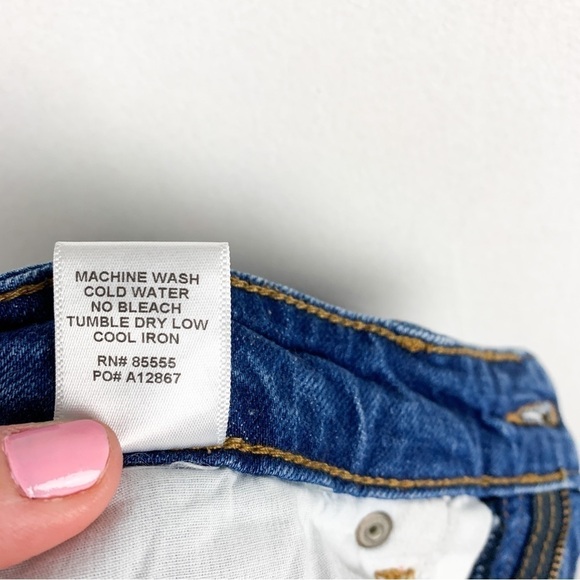 MACHINE WASH
COLD WATER
NO BLEACH
TUMBLE DRY LOW
COOL IRON
RN# 85555
PO# A12867